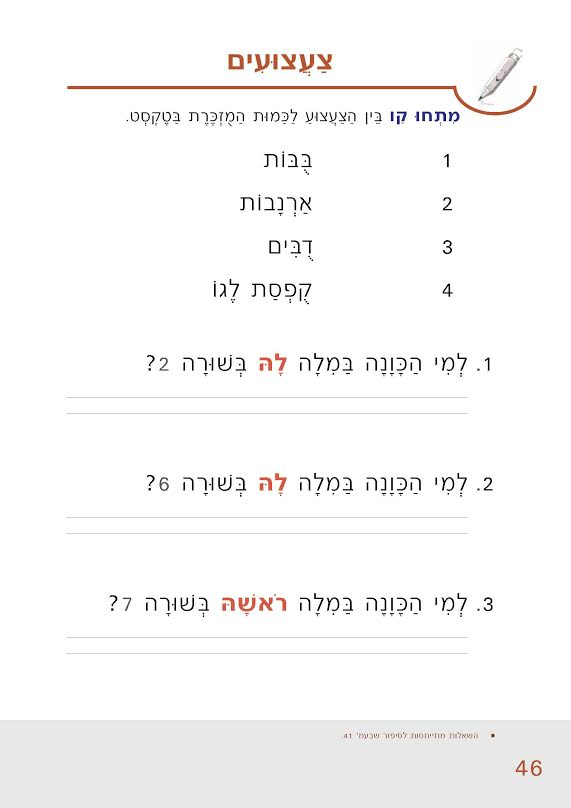 צַעֲצוּעִים
מִתְחוּ קַו בֵּין הַצַּעֲצוּעַ לַכַּמּוּת הַמֻּזְכֶּרֶת בַּטֶּקְסְט.
1 בֻּבּוֹת
2 אַרְנָבוֹת
3 דֻּבִּים
4 קֻפְסַת לֶגוֹ
1. לְמִי הַכַּוָּנָה בַּמִּלָּה לָהּ בְּשׁוּרָה 2?
2. לְמִי הַכַּוָּנָה בַּמִּלָּה לָהּ בְּשׁוּרָה 6?
3. לְמִי הַכַּוָּנָה בַּמִּלָּה רֹאשָׁהּ בְּשׁוּרָה 7?
• השאלות מתייחסות לסיפור שבעמ' 41.
46